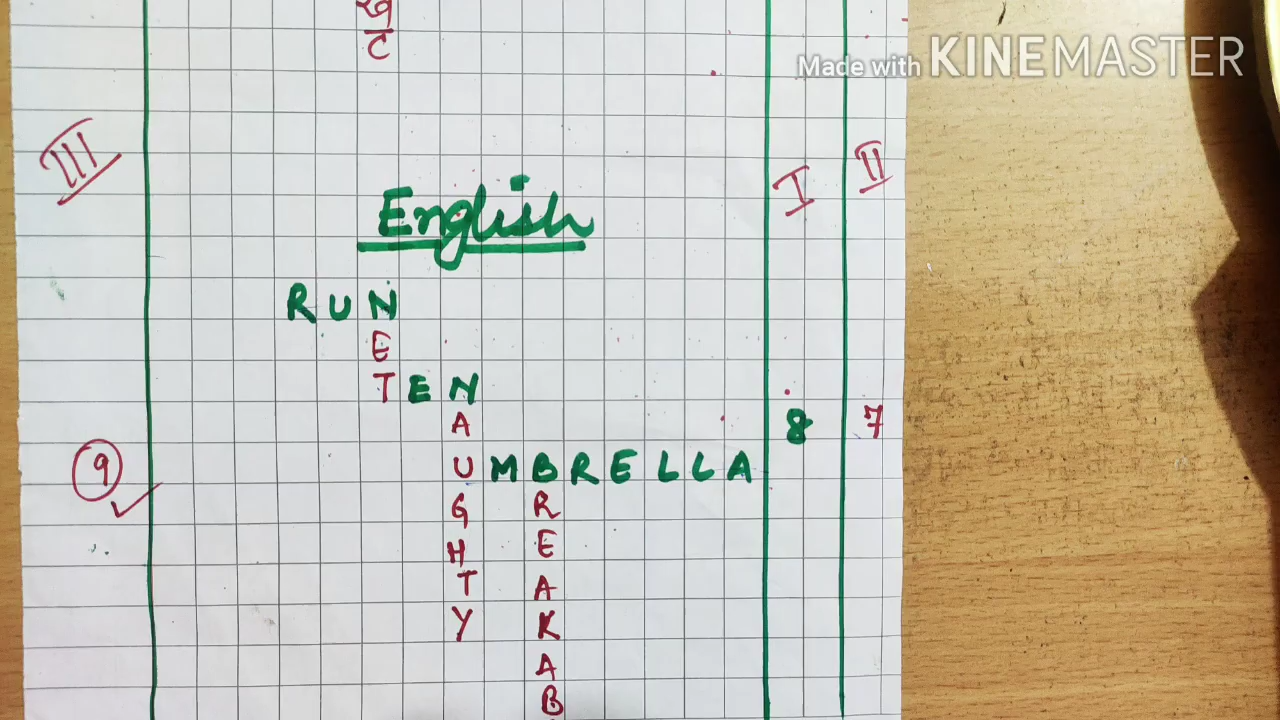 ख
ट
Made with KINEMASTER
III
I
II
English
RUN
E
TEN
A
8
7
9
UMBRELLA
G R
H E
T A
Y K
A
B